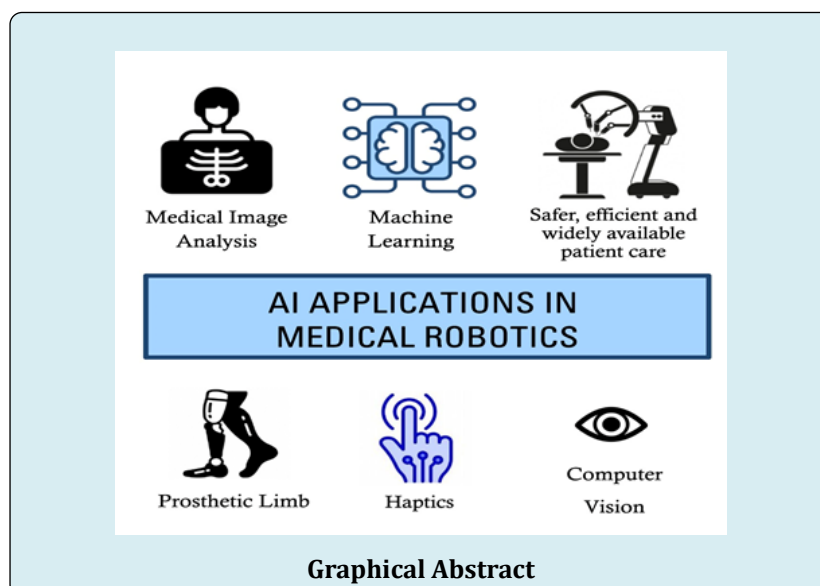 Medical Image
Analysis
Machine
Learning
Safer, efficient and
widely available
patient care
AI APPLICATIONS IN
MEDICAL ROBOTICS
Prosthetic Limb
Haptics
Computer
Vision
Graphical Abstract